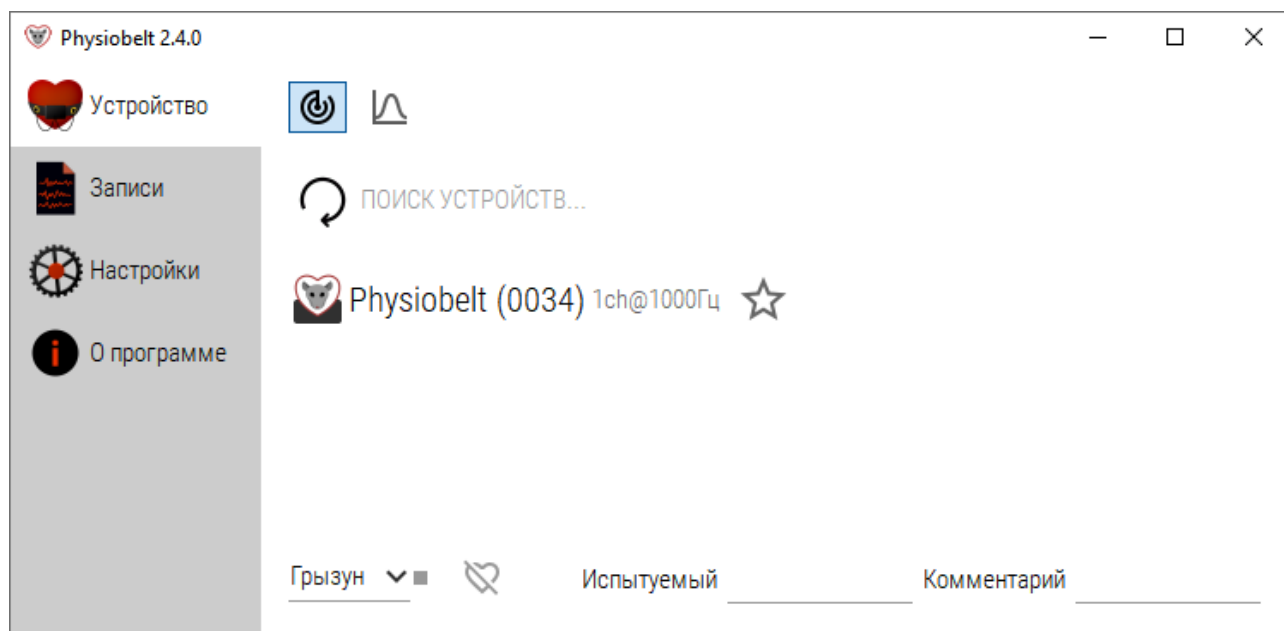 Physiobelt 2.4.0
Устройство
Записи
Настройки
О программе
ПОИСК УСТРОЙСТВ...
Physiobelt (0034) 1ch@1000Гц
Грызун
Испытуемый
Комментарий